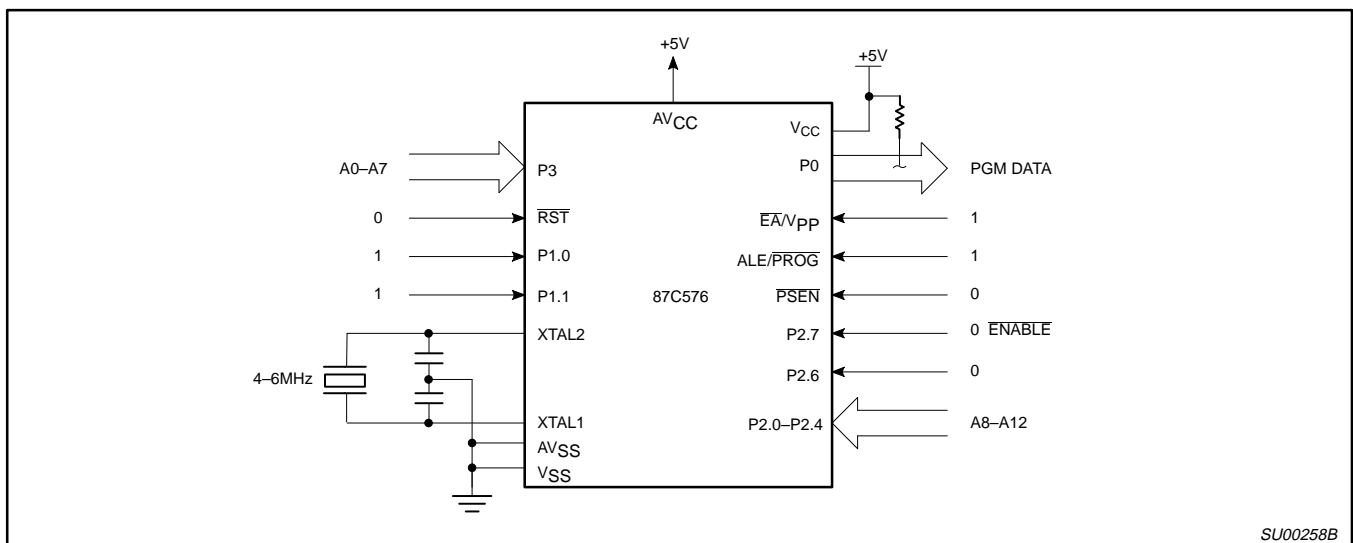 +5V
+5V
AVCC
VCC
A0–A7
P3
P0
PGM DATA
0
RST
EA/VPP
1
1
P1.0
ALE/PROG
1
1
P1.1
87C576
PSEN
0
XTAL2
P2.7
0 ENABLE
4–6MHz
P2.6
0
XTAL1
P2.0–P2.4
A8–A12
AVSS
VSS
SU00258B